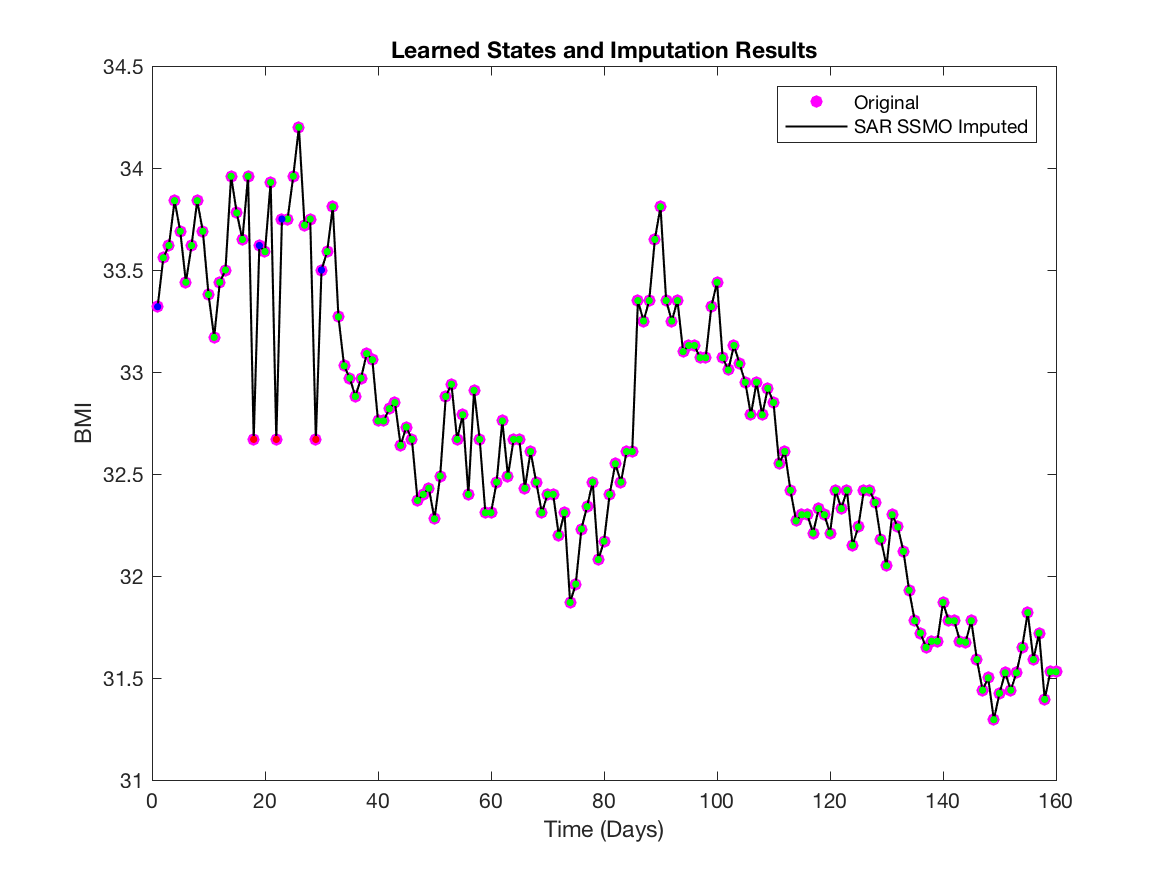 Learned States and Imputation Results
34.5
34
33.5
33
32.5
32
31.5
31
BMI
Original
SAR SSMO Imputed
0 20 40 60 80 100 120 140 160
Time (Days)